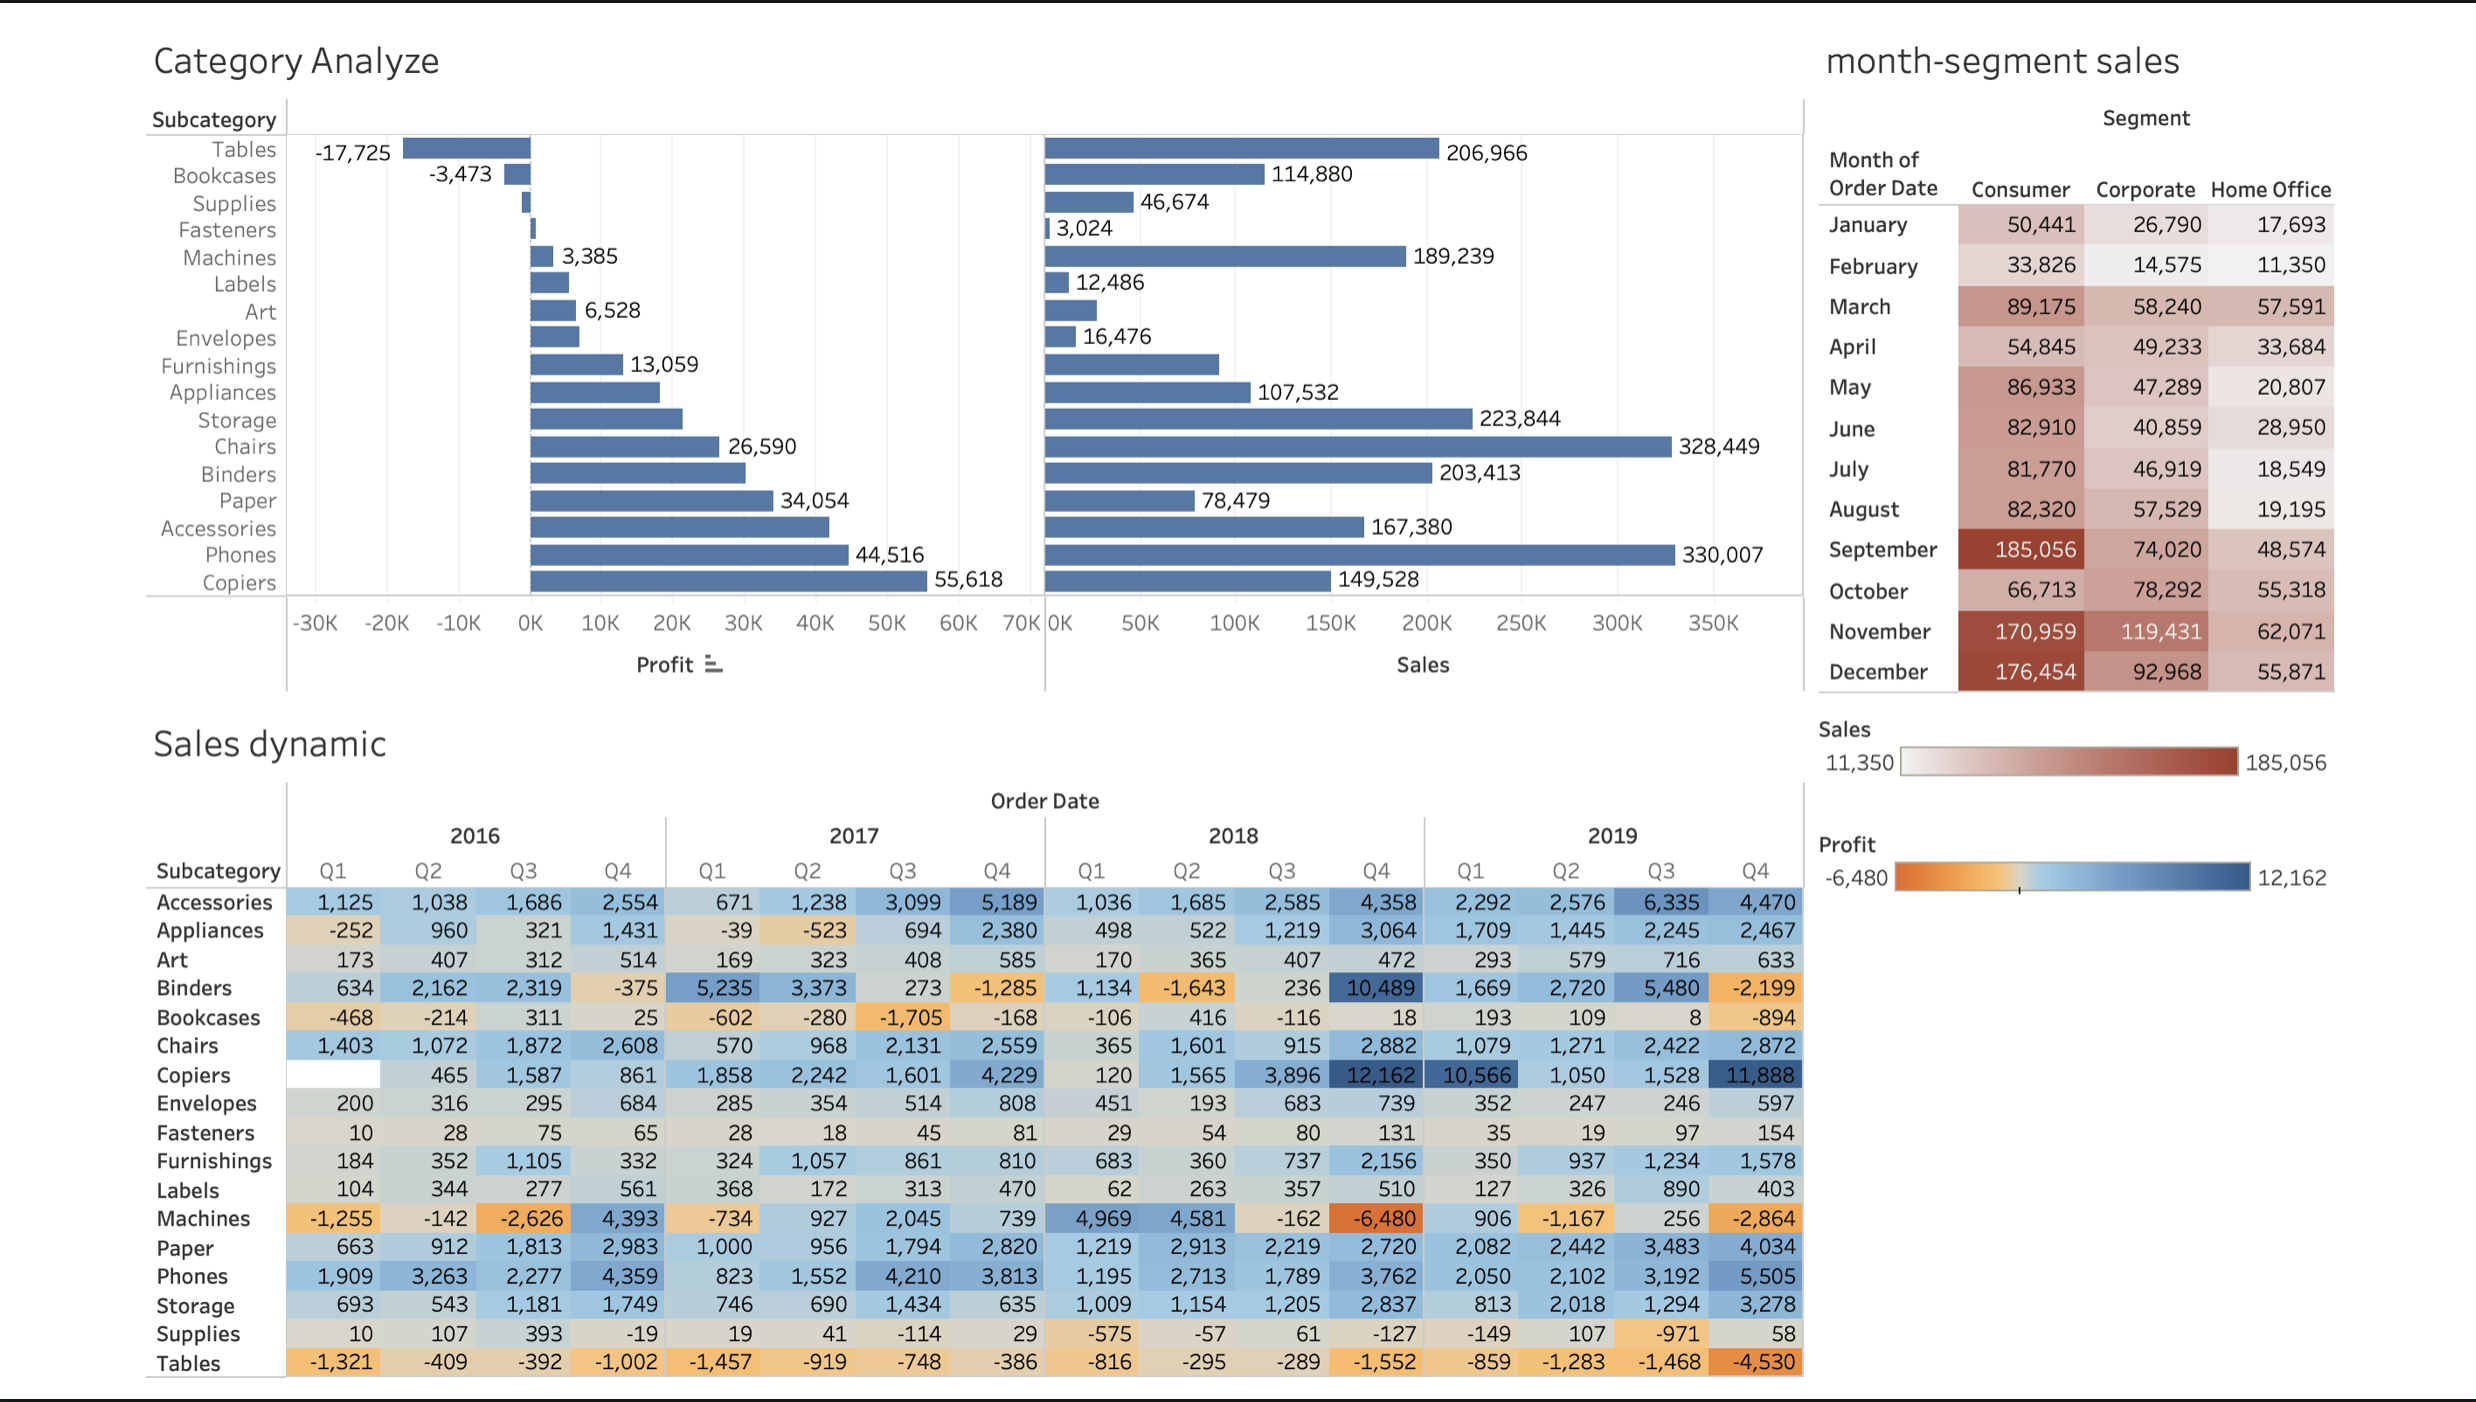 Category Analyze
Subcategory
Tables -17,725 206,966
Bookcases -3,473 114,880
Supplies 46,674
Fasteners 3,024
Machines 3,385 189,239
Labels 12,486
Art 6,528
Envelopes 16,476
Furnishings 13,059
Appliances 107,532
Storage 223,844
Chairs 26,590 328,449
Binders 203,413
Paper 34,054 78,479
Accessories 167,380
Phones 44,516 330,007
Copiers 55,618 149,528
-30K -20K -10K 0K 10K 20K 30K 40K 50K 60K 70K 0K 50K 100K 150K 200K 250K 300K 350K
Profit Sales
month-segment sales
Segment
Month of
Order Date Consumer Corporate Home Office
January 50,441 26,790 17,693
February 33,826 14,575 11,350
March 89,175 58,240 57,591
April 54,845 49,233 33,684
May 86,933 47,289 20,807
June 82,910 40,859 28,950
July 81,770 46,919 18,549
August 82,320 57,529 19,195
September 185,056 74,020 48,574
October 66,713 78,292 55,318
November 170,959 119,431 62,071
December 176,454 92,968 55,871
Sales
11,350 185,056
Profit
-6,480 12,162
Sales dynamic
Order Date
2016 2017 2018 2019
Subcategory Q1 Q2 Q3 Q4 Q1 Q2 Q3 Q4 Q1 Q2 Q3 Q4 Q1 Q2 Q3 Q4
Accessories 1,125 1,038 1,686 2,554 671 1,238 3,099 5,189 1,036 1,685 2,585 4,358 2,292 2,576 6,335 4,470
Appliances -252 960 321 1,431 -39 -523 694 2,380 498 522 1,219 3,064 1,709 1,445 2,245 2,467
Art 173 407 312 514 169 323 408 585 170 365 407 472 293 579 716 633
Binders 634 2,162 2,319 -375 5,235 3,373 273 -1,285 1,134 -1,643 236 10,489 1,669 2,720 5,480 -2,199
Bookcases -468 -214 311 25 -602 -280 -1,705 -168 -106 416 -116 18 193 109 8 -894
Chairs 1,403 1,072 1,872 2,608 570 968 2,131 2,559 365 1,601 915 2,882 1,079 1,271 2,422 2,872
Copiers 465 1,587 861 1,858 2,242 1,601 4,229 120 1,565 3,896 12,162 10,566 1,050 1,528 11,888
Envelopes 200 316 295 684 285 354 514 808 451 193 683 739 352 247 246 597
Fasteners 10 28 75 65 28 18 45 81 29 54 80 131 35 19 97 154
Furnishings 184 352 1,105 332 324 1,057 861 810 683 360 737 2,156 350 937 1,234 1,578
Labels 104 344 277 561 368 172 313 470 62 263 357 510 127 326 890 403
Machines -1,255 -142 -2,626 4,393 -734 927 2,045 739 4,969 4,581 -162 -6,480 906 -1,167 256 -2,864
Paper 663 912 1,813 2,983 1,000 956 1,794 2,820 1,219 2,913 2,219 2,720 2,082 2,442 3,483 4,034
Phones 1,909 3,263 2,277 4,359 823 1,552 4,210 3,813 1,195 2,713 1,789 3,762 2,050 2,102 3,192 5,505
Storage 693 543 1,181 1,749 746 690 1,434 635 1,009 1,154 1,205 2,837 813 2,018 1,294 3,278
Supplies 10 107 393 -19 19 41 -114 29 -575 -57 61 -127 -149 107 -971 58
Tables -1,321 -409 -392 -1,002 -1,457 -919 -748 -386 -816 -295 -289 -1,552 -859 -1,283 -1,468 -4,530